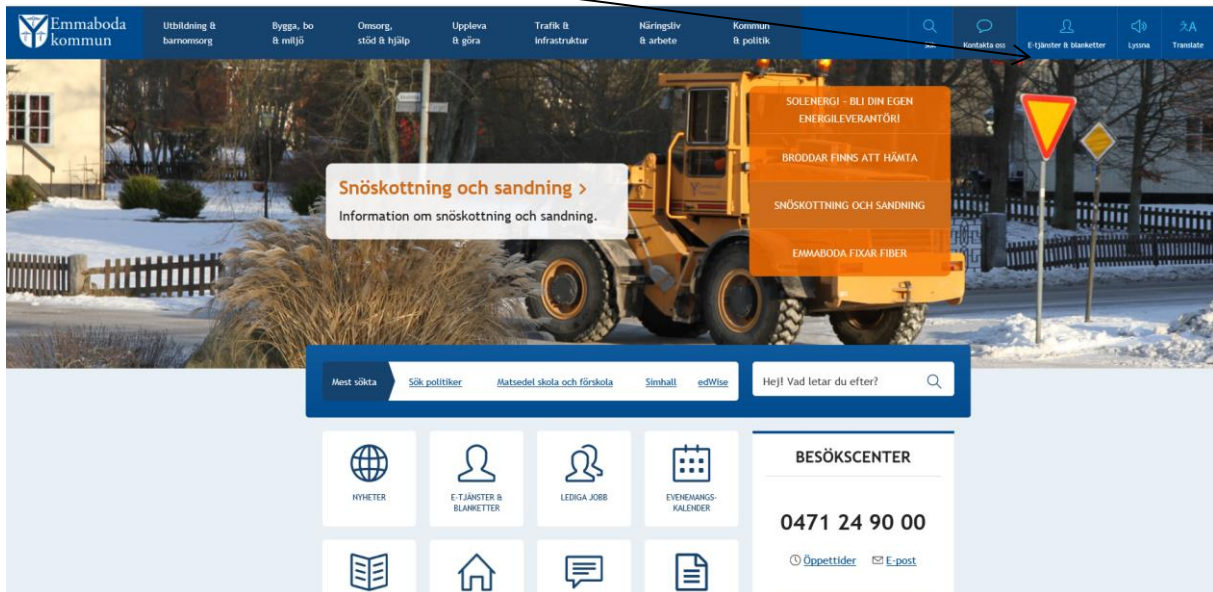 Emmaboda
kommun
Utbildning &
barnomsorg
Bygga, bo
& miljö
Omsorg,
stöd & hjälp
Uppleva
& göra
Trafik &
Infrastruktur
Näringsliv
& arbete
Kommun
& politik
Sök
Kontakta oss
E-tjänster & blanketter
Lyssna
Translate
Snöskottning och sandning >
Information om snöskottning och sandning.
SOLENERGI - BLI DIN EGEN
ENERGILEVERANTÖR!
BRODDAR FINNS ATT HÄMTA
SNÖSKOTTNING OCH SANDNING
EMMABODA FIXAR FIBER
Mest sökta
Sök politiker
Matsedel skola och förskola
Simhall
edWise
Hej! Vad letar du efter?
NYHETER
E-TJÄNSTER &
BLANKETTER
LEDIGA JOBB
EVENEMANGS-
KALENDER
BESÖKSCENTER
0471 24 90 00
Öppettider
E-post